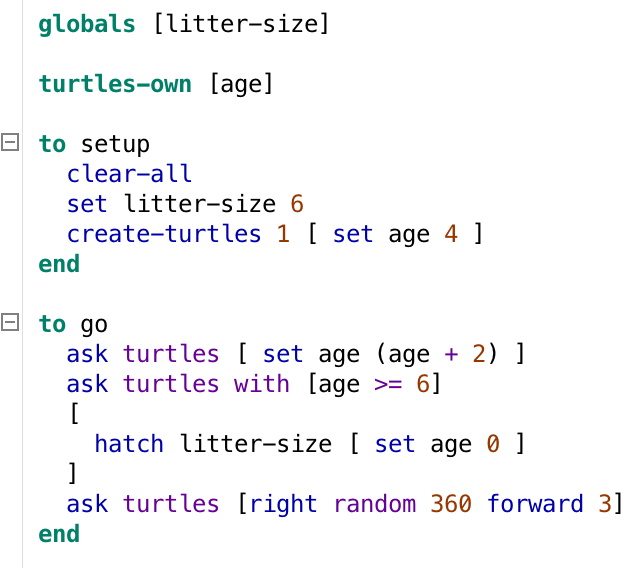 globals [litter-size]
turtles-own [age]
to setup
clear-all
set litter-size 6
create-turtles 1 [ set age 4 ]
end
to go
ask turtles [ set age (age + 2) ]
ask turtles with [age >= 6]
[
hatch litter-size [ set age 0 ]
]
ask turtles [right random 360 forward 3]
end